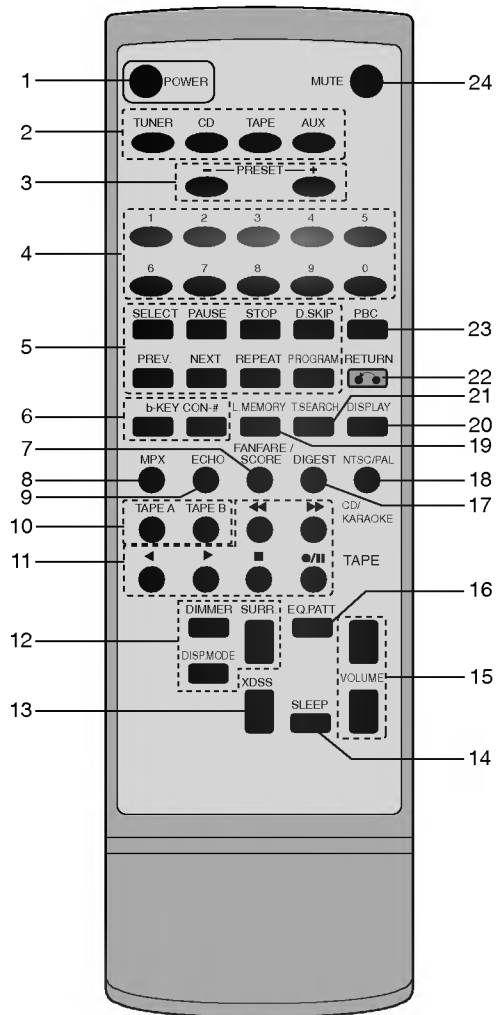 1 POWER MUTE 24
TUNER CD TAPE AUX
2
3 − PRESET +
1 2 3 4 5
4
6 7 8 9 0
SELECT PAUSE STOP D.SKIP PBC
5 23
PREV. NEXT REPEAT PROGRAM RETURN
22
21
6 b-KEY CON-# L.MEMORY T.SEARCH DISPLAY
20
19
7 FANFARE /
8 MPX ECHO SCORE DIGEST NTSC/PAL 18
9 17
10 TAPE A TAPE B ◀◀ ▶▶ CD/
KARAOKE
11 ◀ ▶ ■ ●/II TAPE
16
12 DIMMER SURR. EQ.PATT
DISP.MODE VOLUME 15
XDSS
13 SLEEP
14